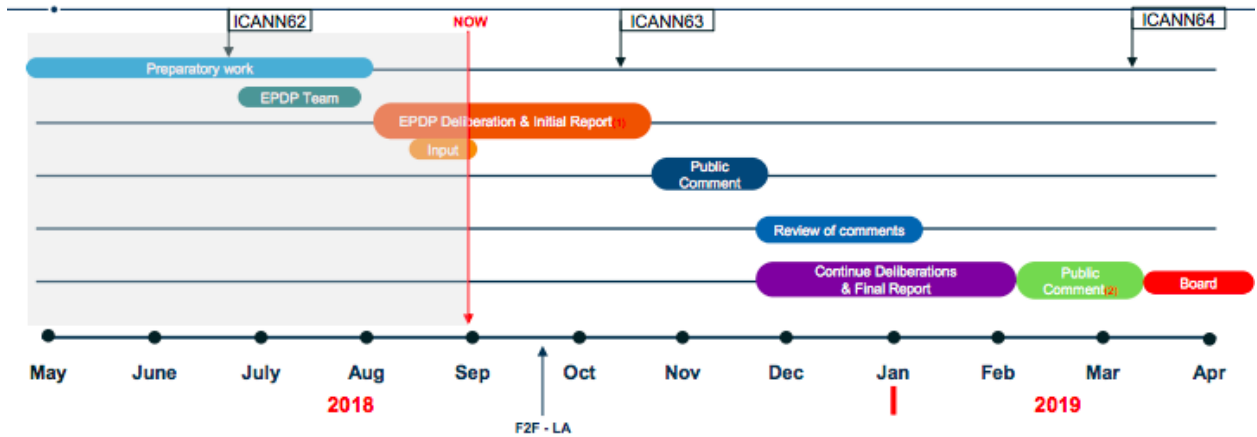 ICANN62
NOW
ICANN63
ICANN64
Preparatory work
EPDP Team
EPDP Deliberation & Initial Report(1)
Input
Public
Comment
Review of comments
Continue Deliberations
& Final Report
Public
Comment(2)
Board
May June July Aug Sep Oct Nov Dec Jan Feb Mar Apr
2018 2019
F2F - LA